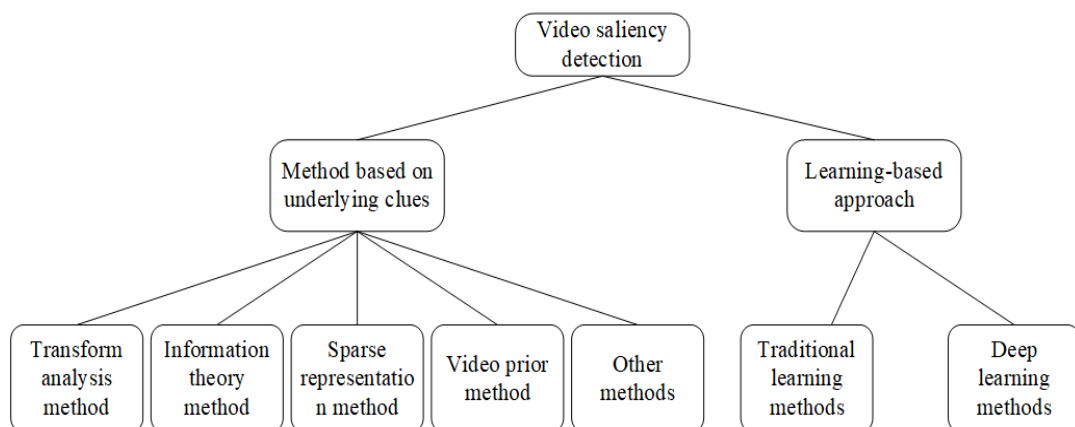 Video saliency
detection
Method based on
underlying clues
Learning-based
approach
Transform
analysis
method
Information
theory
method
Sparse
representatio
n method
Video prior
method
Other
methods
Traditional
learning
methods
Deep
learning
methods